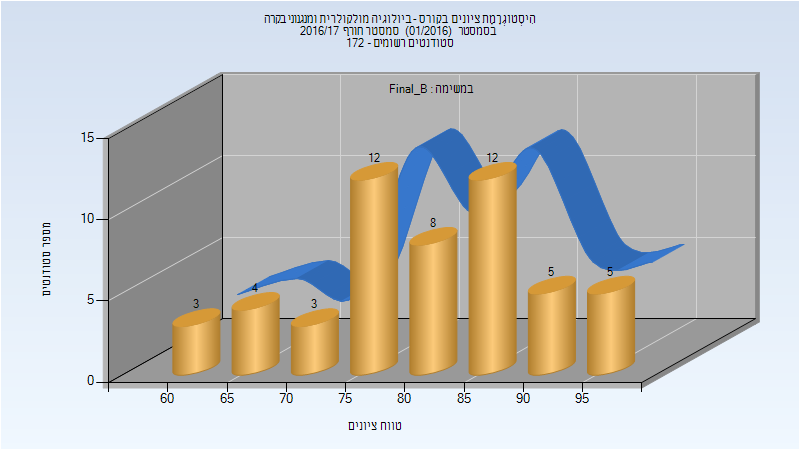 היסטוגרמת ציונים בקורס - ביולוגיה מולקולרית ומנגנוני בקרה
בסמסטר (01/2016) סמסטר חורף 2016/17
סטודנטים רשומים - 172
במשימה : Final_B
מספר סטודנטים
15
10
5
0
3
4
3
12
8
12
5
5
60 65 70 75 80 85 90 95
טווח ציונים